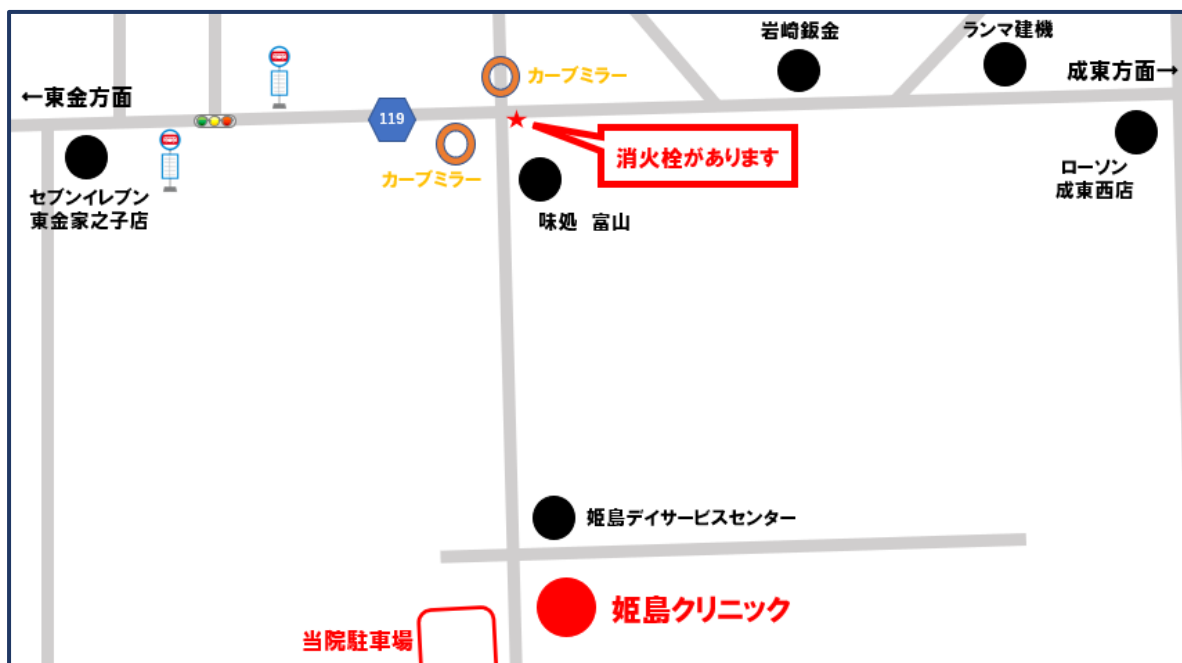 岩崎鈑金
ランマ建機
カーブミラー
成東方面→
←東金方面
119
消火栓があります
カーブミラー
ローソン
成東西店
セブンイレブン
東金家之子店
味処 富山
姫島デイサービスセンター
姫島クリニック
当院駐車場